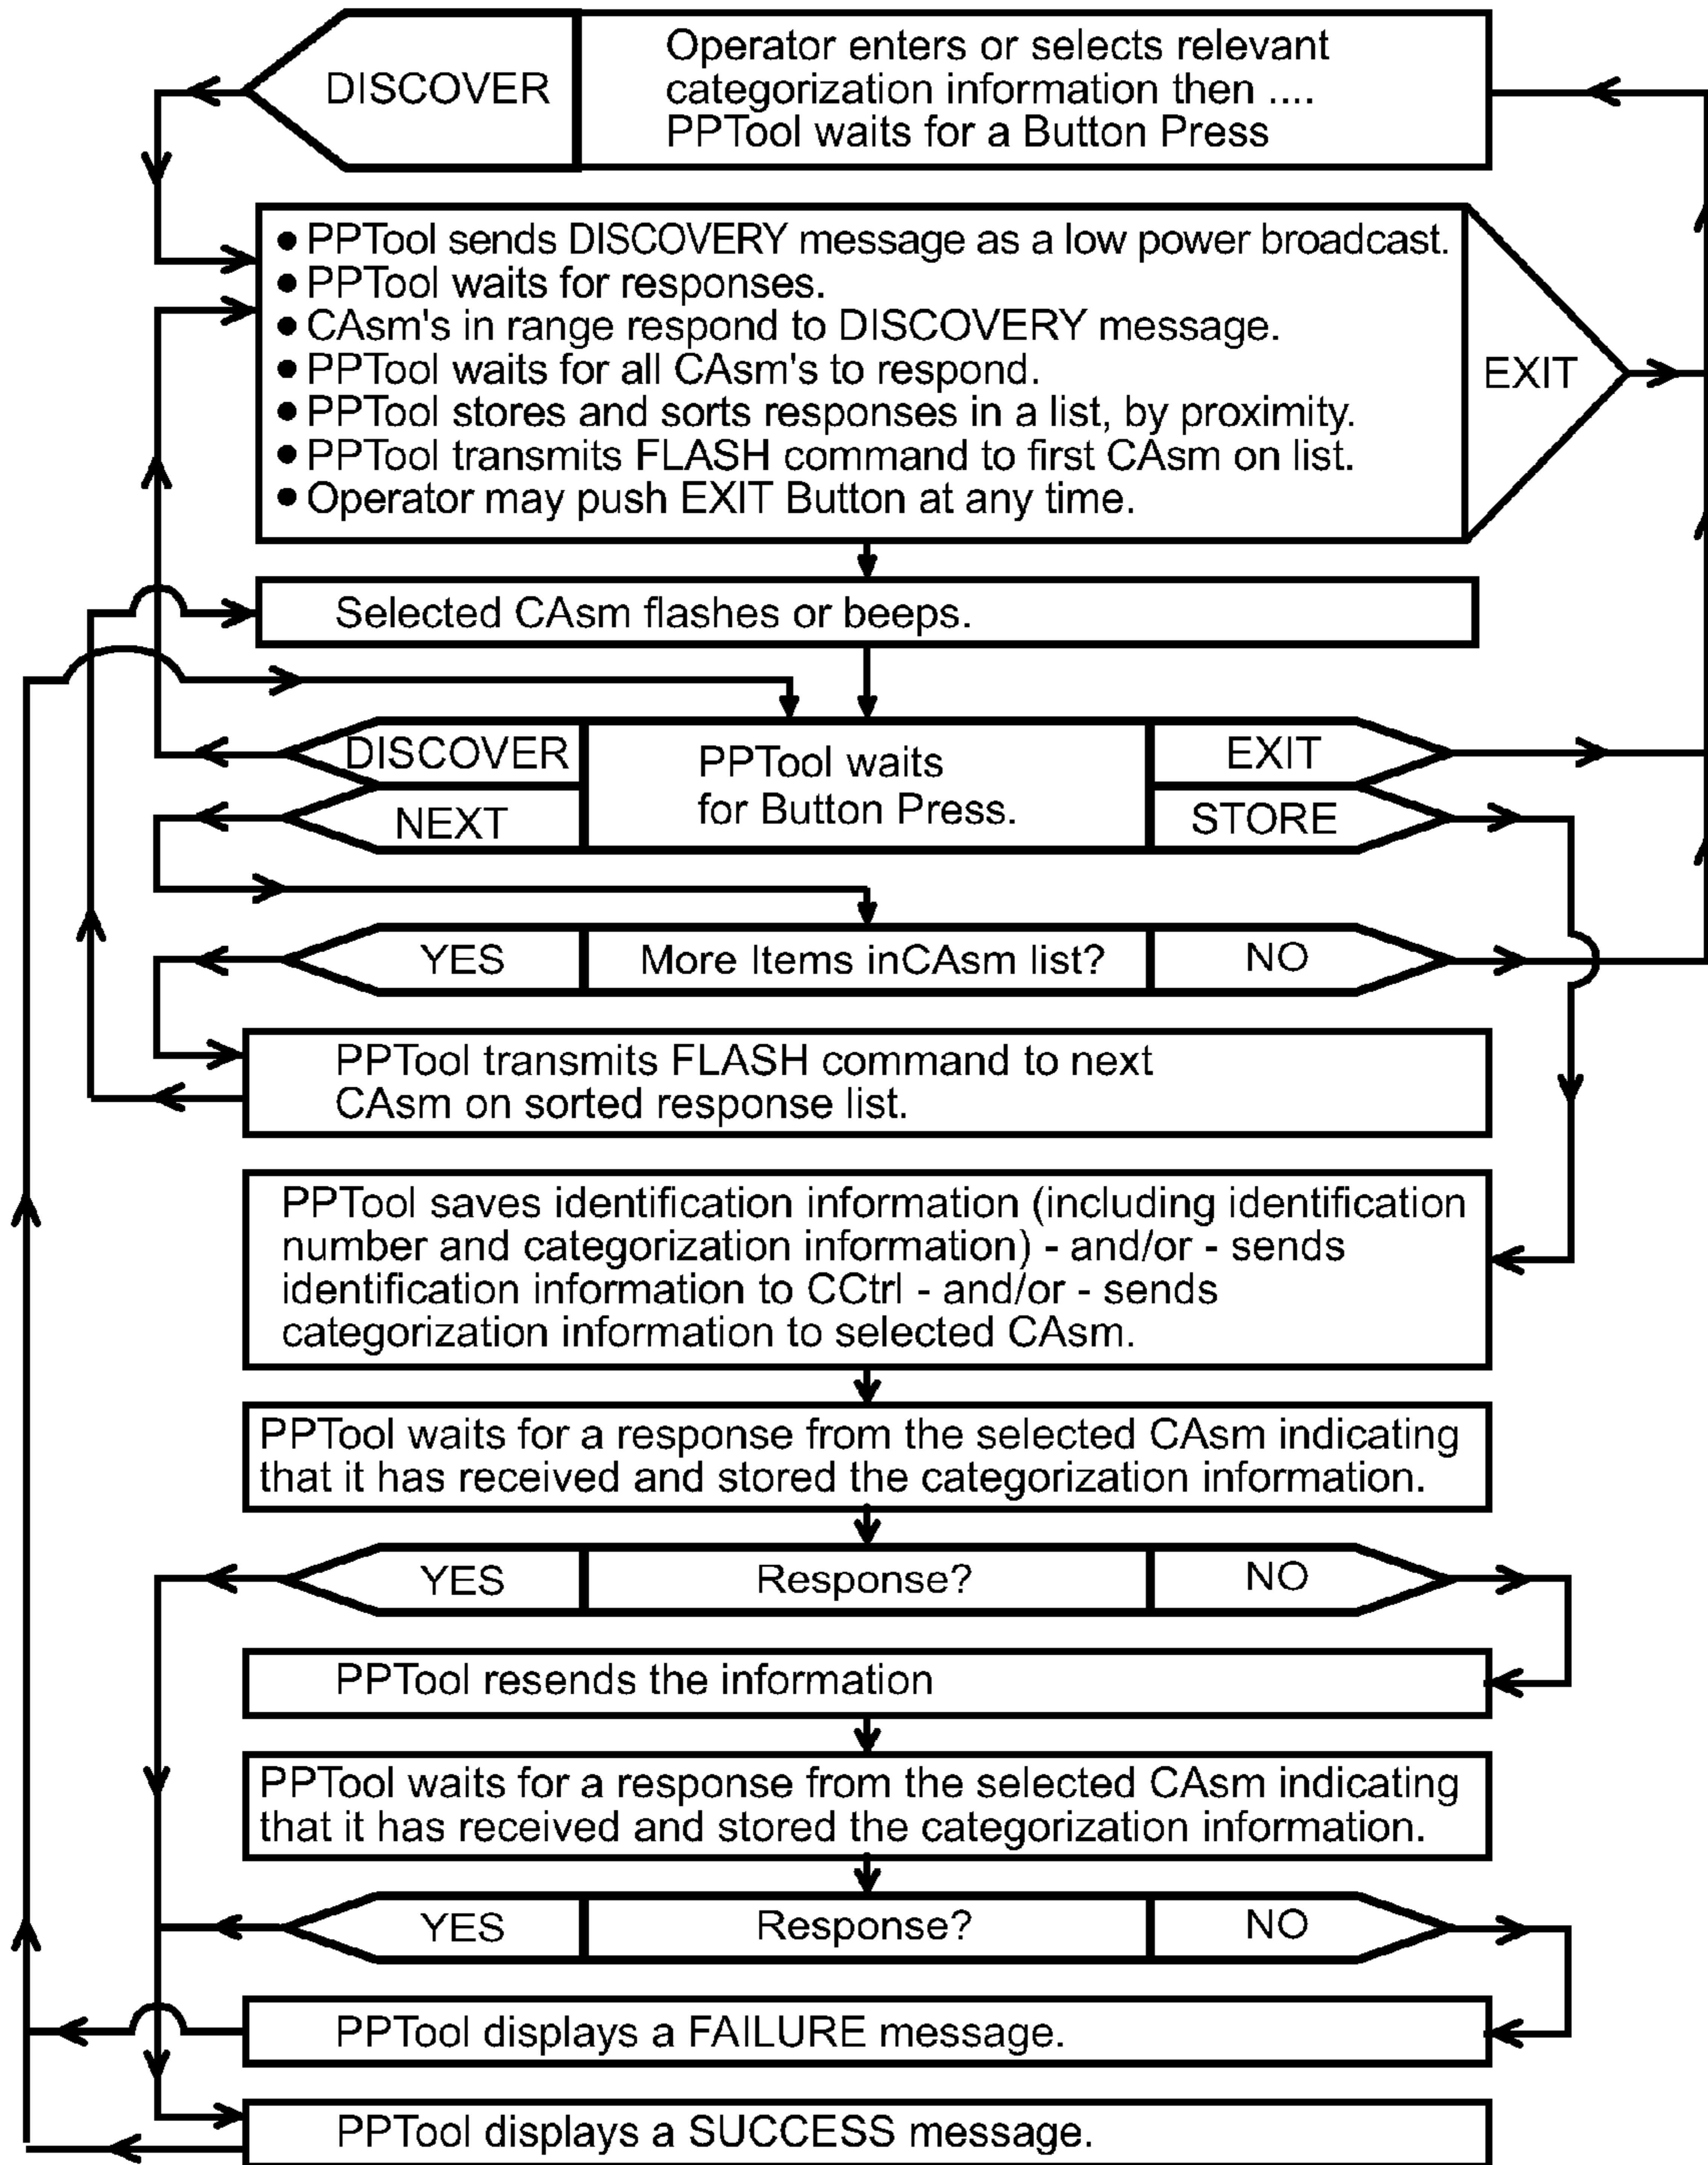 DISCOVER
Operator enters or selects relevant
categorization information then ....
PPTool waits for a Button Press
● PPTool sends DISCOVERY message as a low power broadcast.
● PPTool waits for responses.
● CAsm's in range respond to DISCOVERY message.
● PPTool waits for all CAsm's to respond.
● PPTool stores and sorts responses in a list, by proximity.
● PPTool transmits FLASH command to first CAsm on list.
● Operator may push EXIT Button at any time.
EXIT
Selected CAsm flashes or beeps.
DISCOVER
NEXT
PPTool waits
for Button Press.
EXIT
STORE
YES
More Items inCAsm list?
NO
PPTool transmits FLASH command to next
CAsm on sorted response list.
PPTool saves identification information (including identification
number and categorization information) - and/or - sends
identification information to CCtrl - and/or - sends
categorization information to selected CAsm.
PPTool waits for a response from the selected CAsm indicating
that it has received and stored the categorization information.
YES
Response?
NO
PPTool resends the information
PPTool waits for a response from the selected CAsm indicating
that it has received and stored the categorization information.
YES
Response?
NO
PPTool displays a FAILURE message.
PPTool displays a SUCCESS message.